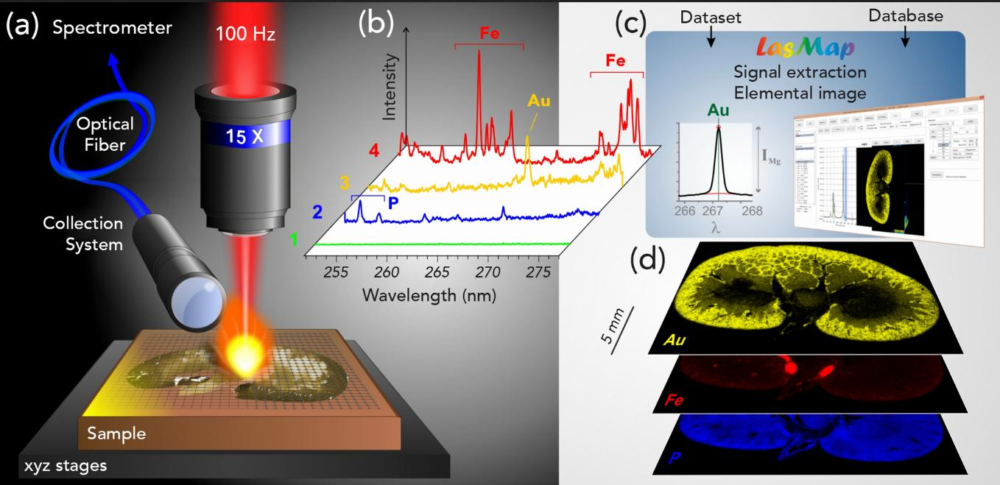 (a)
Spectrometer
100 Hz
Optical
Fiber
15 X
Collection
System
Sample
xyz stages
(b)
Intensity
Fe
Fe
Au
P
4
3
2
1
255 260 265 270 275
Wavelength (nm)
(c)
Dataset
Database
LasMap
Signal extraction
Elemental image
Au
I Mg
266 267 268
λ
(d)
5 mm
Au
Fe
P